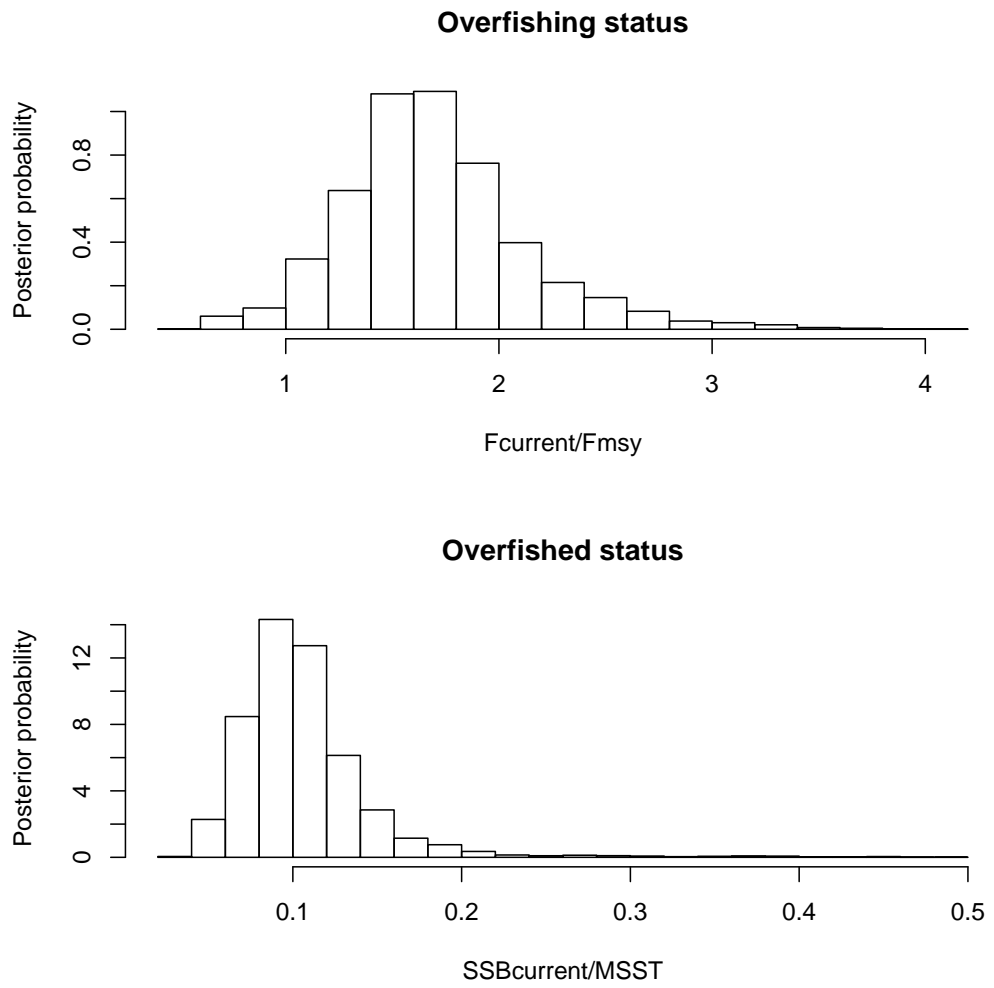 Overfishing status
Posterior probability
0.0 0.4 0.8
1 2 3 4
Fcurrent/Fmsy
Overfished status
Posterior probability
0 4 8 12
0.1 0.2 0.3 0.4 0.5
SSBcurrent/MSST